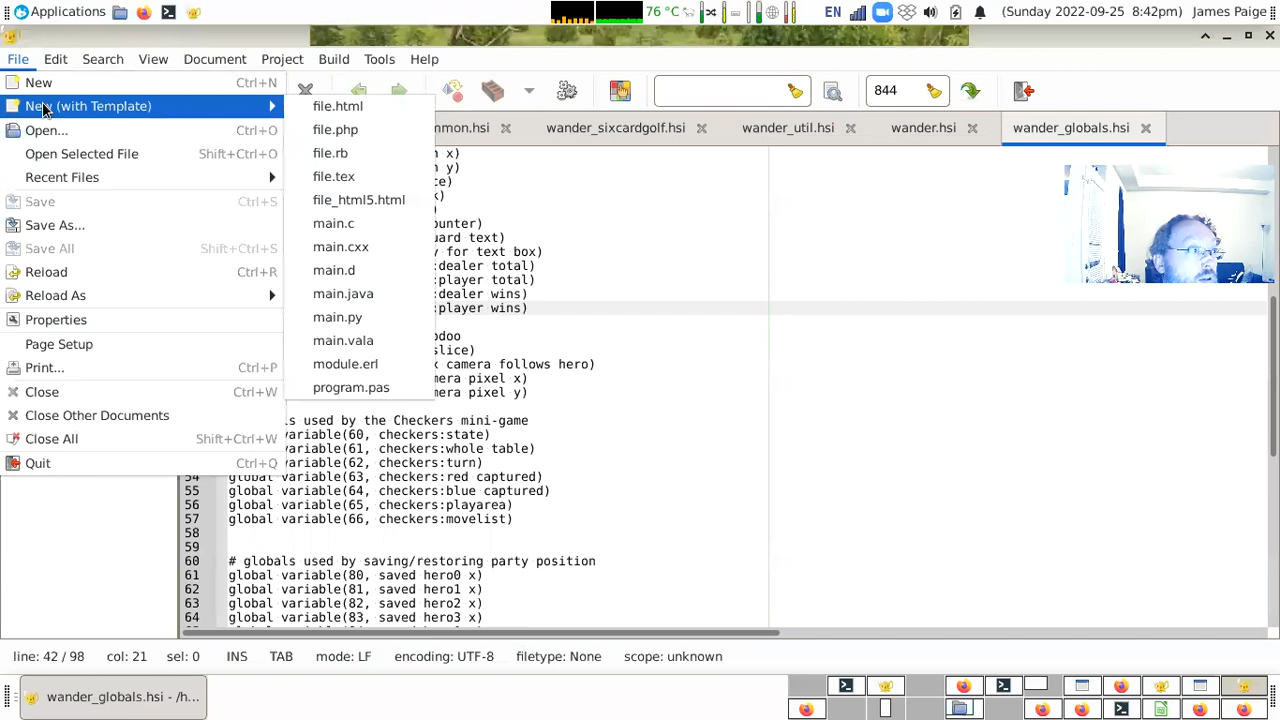 Applications
76 °C
EN
(Sunday 2022-09-25 8:42pm)
James Paige
File Edit Search View Document Project Build Tools Help
New Ctrl+N
New (with Template)
Open... Ctrl+O
Open Selected File Shift+Ctrl+O
Recent Files
Save Ctrl+S
Save As...
Save All Shift+Ctrl+S
Reload Ctrl+R
Reload As
Properties
Page Setup
Print... Ctrl+P
Close Ctrl+W
Close Other Documents
Close All Shift+Ctrl+W
Quit Ctrl+Q
file.html
file.php
file.rb
file.tex
file_html5.html
main.c
main.cxx
main.d
main.java
main.py
main.vala
module.erl
program.pas
844
mmon.hsi wander_sixcardgolf.hsi wander_util.hsi wander.hsi wander_globals.hsi
x)
y)
ce)
k)
)
ounter)
uard text)
y for text box)
:dealer total)
:player total)
:dealer wins)
:player wins)
odoo
slice)
x camera follows hero)
mera pixel x)
mera pixel y)
s used by the Checkers mini-game
variable(60, checkers:state)
variable(61, checkers:whole table)
variable(62, checkers:turn)
54 global variable(63, checkers:red captured)
55 global variable(64, checkers:blue captured)
56 global variable(65, checkers:playarea)
57 global variable(66, checkers:movelist)
58
59
60 # globals used by saving/restoring party position
61 global variable(80, saved hero0 x)
62 global variable(81, saved hero1 x)
63 global variable(82, saved hero2 x)
64 global variable(83, saved hero3 x)
line: 42 / 98 col: 21 sel: 0 INS TAB mode: LF encoding: UTF-8 filetype: None scope: unknown
wander_globals.hsi - /h...